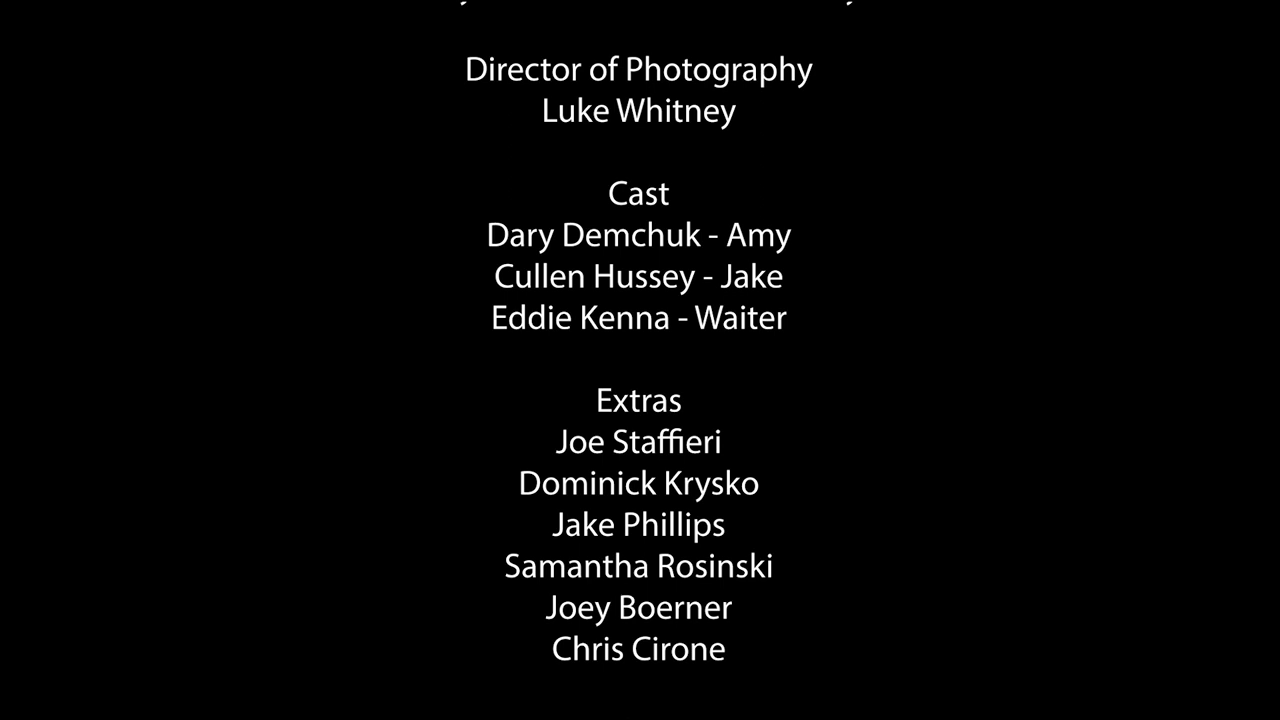 Director of Photography
Luke Whitney
Cast
Dary Demchuk - Amy
Cullen Hussey - Jake
Eddie Kenna - Waiter
Extras
Joe Staffieri
Dominick Krysko
Jake Phillips
Samantha Rosinski
Joey Boerner
Chris Cirone